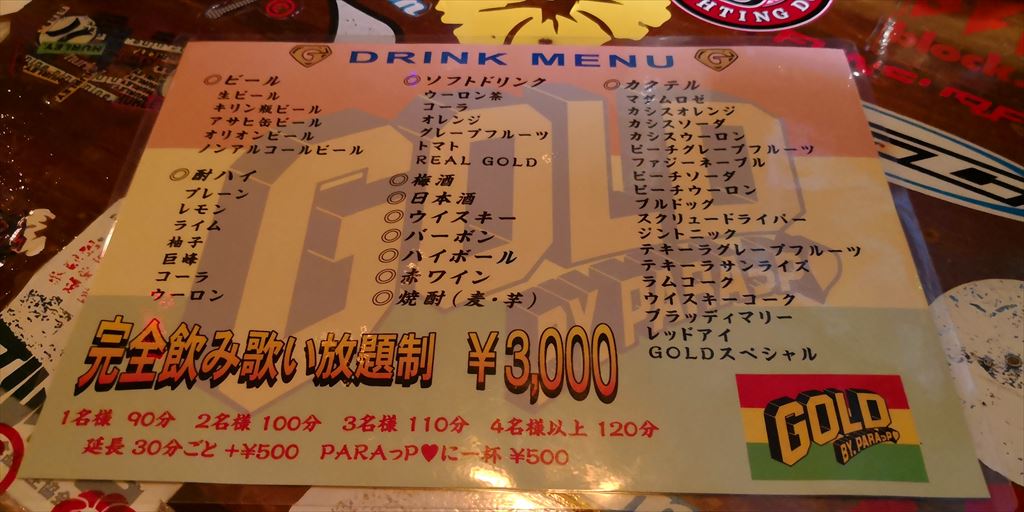 HTING D
block
HURLEY
DRINK MENU
◎ビール
生ビール
キリン瓶ビール
アサヒ缶ビール
オリオンビール
ノンアルコールビール
◎酎ハイ
プレーン
レモン
ライム
柚子
巨峰
コーラ
ウーロン
◎ソフトドリンク
ウーロン茶
コーラ
オレンジ
グレープフルーツ
トマト
REAL GOLD
◎梅酒
◎日本酒
◎ウイスキー
◎バーボン
◎ハイボール
◎赤ワイン
◎焼酎(麦・芋)
◎カクテル
マダムロゼ
カシスオレンジ
カシスソーダ
カシスウーロン
ピーチグレープフルーツ
ファジーネーブル
ピーチソーダ
ピーチウーロン
ブルドッグ
スクリュードライバー
ジントニック
テキーラグレープフルーツ
テキーラサンライズ
ラムコーク
ウイスキーコーク
ブラッディマリー
レッドアイ
GOLDスペシャル
完全飲み歌い放題制 ¥3,000
1名様 90分 2名様 100分 3名様 110分 4名様以上 120分
延長 30分ごと +¥500 PARAっP♥に一杯 ¥500
GOLD
BY.PARAっP♥